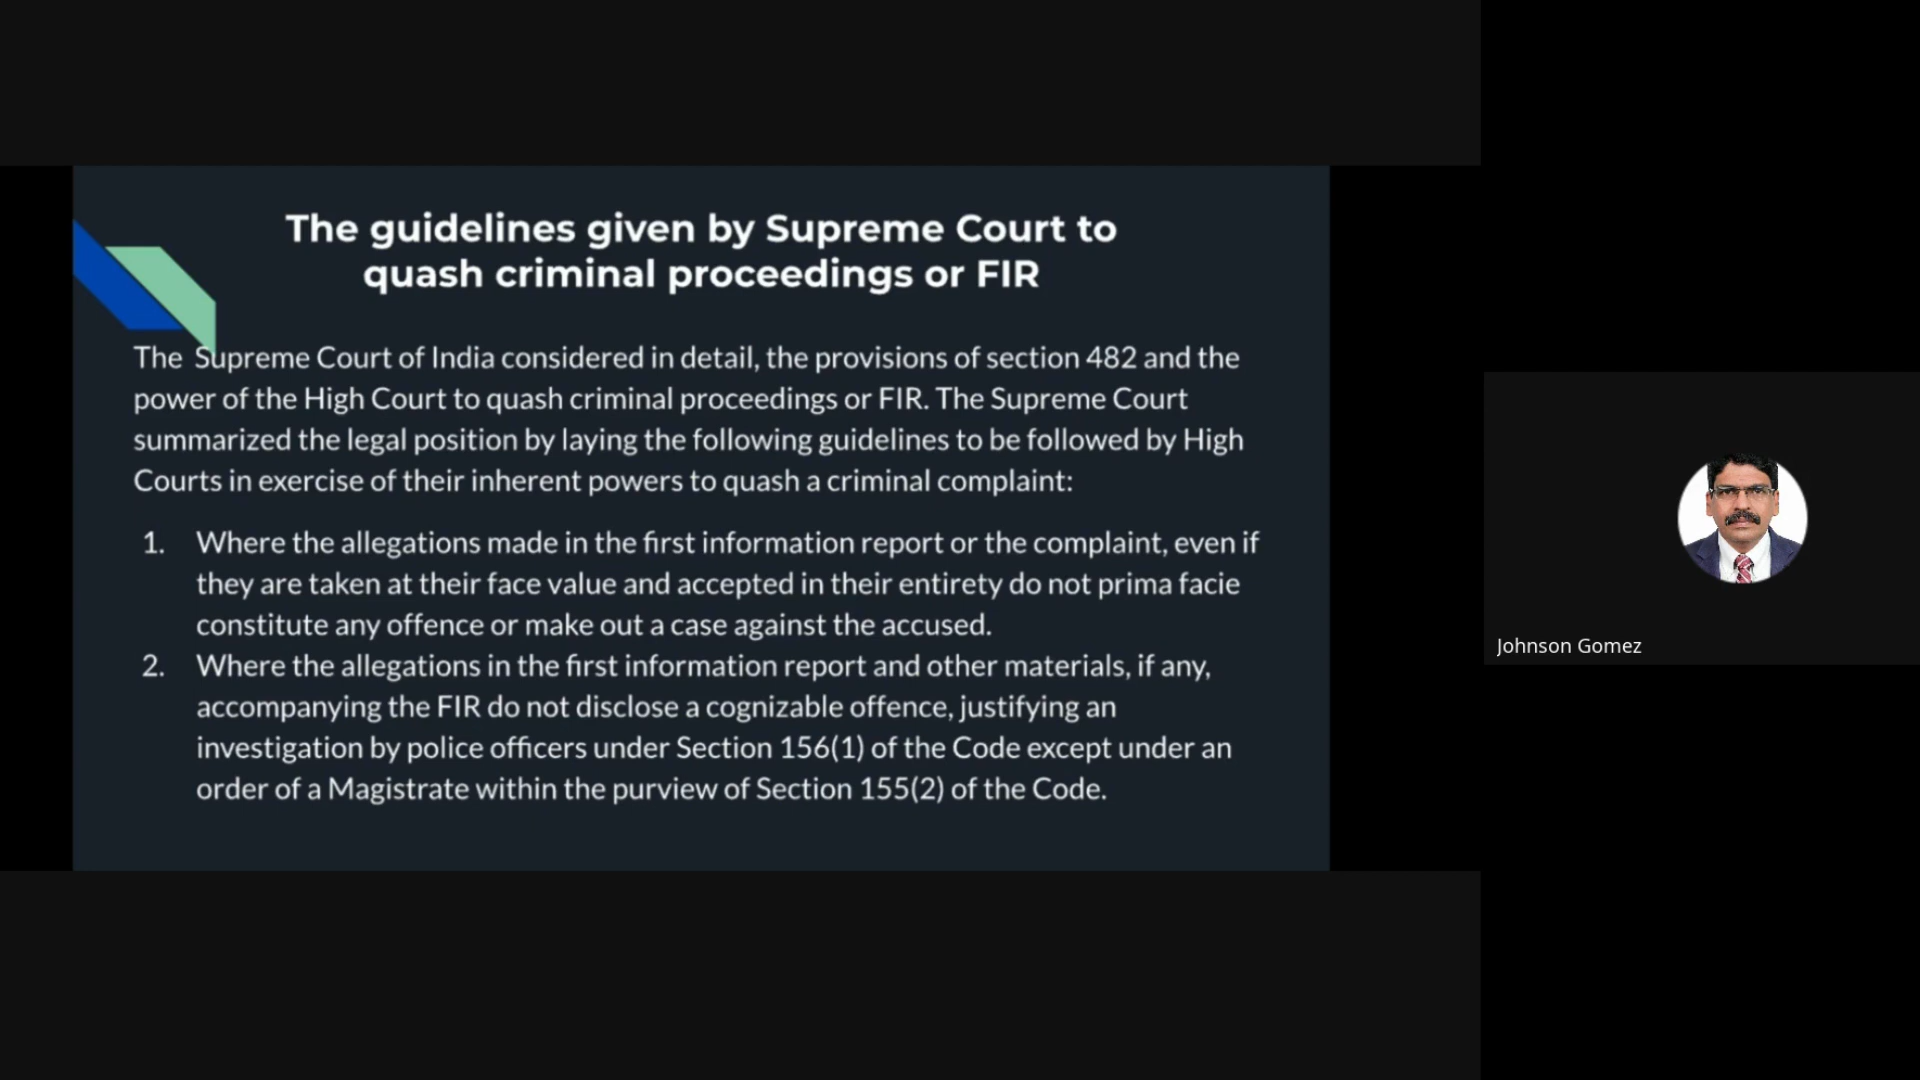 The guidelines given by Supreme Court to
quash criminal proceedings or FIR
The Supreme Court of India considered in detail, the provisions of section 482 and the
power of the High Court to quash criminal proceedings or FIR. The Supreme Court
summarized the legal position by laying the following guidelines to be followed by High
Courts in exercise of their inherent powers to quash a criminal complaint:
1. Where the allegations made in the first information report or the complaint, even if
they are taken at their face value and accepted in their entirety do not prima facie
constitute any offence or make out a case against the accused.
2. Where the allegations in the first information report and other materials, if any,
accompanying the FIR do not disclose a cognizable offence, justifying an
investigation by police officers under Section 156(1) of the Code except under an
order of a Magistrate within the purview of Section 155(2) of the Code.
Johnson Gomez